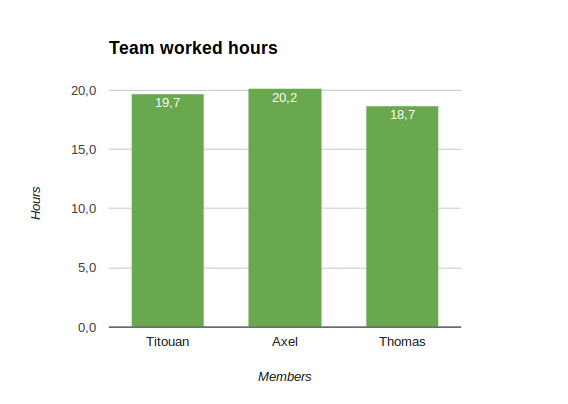 Team worked hours
20,0
15,0
10,0
5,0
0,0
Hours
19,7
20,2
18,7
Titouan
Axel
Thomas
Members